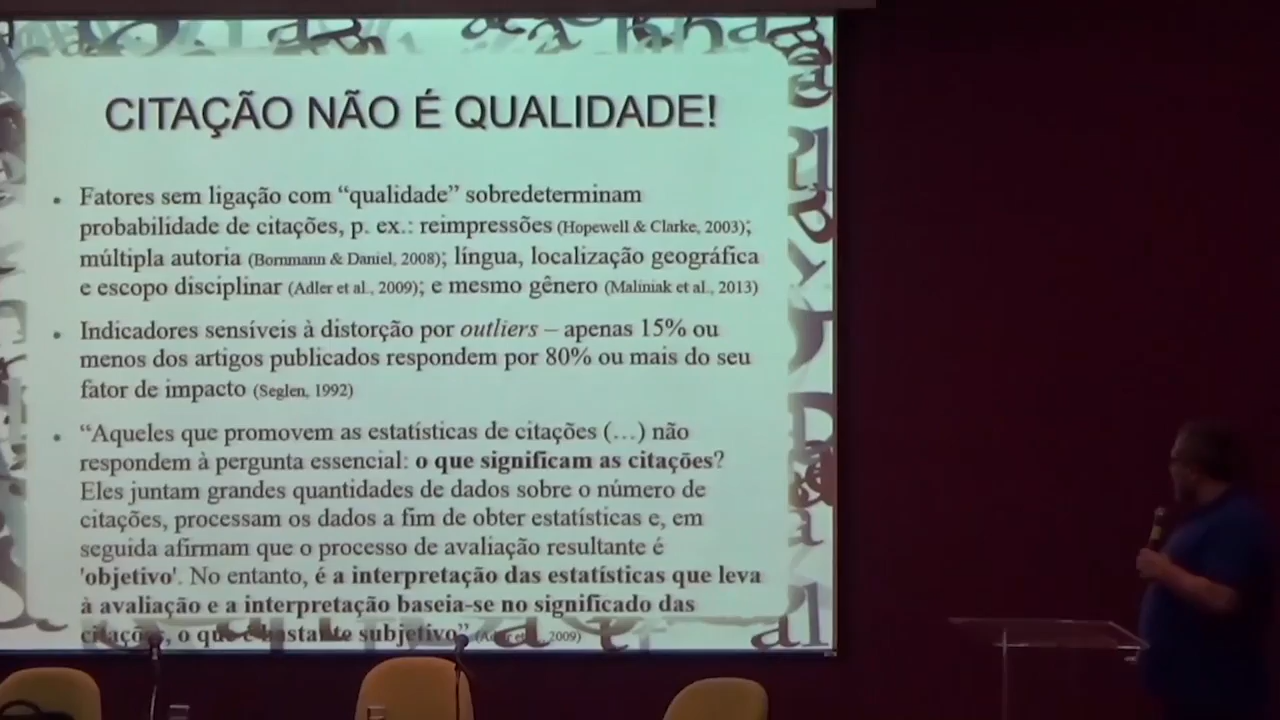 CITAÇÃO NÃO É QUALIDADE!
• Fatores sem ligação com “qualidade” sobredeterminam
probabilidade de citações, p. ex.: reimpressões (Hopewell & Clarke, 2003);
múltipla autoria (Bornmann & Daniel, 2008); língua, localização geográfica
e escopo disciplinar (Adler et al., 2009); e mesmo gênero (Maliniak et al., 2013)
• Indicadores sensíveis à distorção por outliers – apenas 15% ou
menos dos artigos publicados respondem por 80% ou mais do seu
fator de impacto (Seglen, 1992)
• “Aqueles que promovem as estatísticas de citações (…) não
respondem à pergunta essencial: o que significam as citações?
Eles juntam grandes quantidades de dados sobre o número de
citações, processam os dados a fim de obter estatísticas e, em
seguida afirmam que o processo de avaliação resultante é
'objetivo'. No entanto, é a interpretação das estatísticas que leva
à avaliação e a interpretação baseia-se no significado das
citações, o que é bastante subjetivo” (Adler et al., 2009)